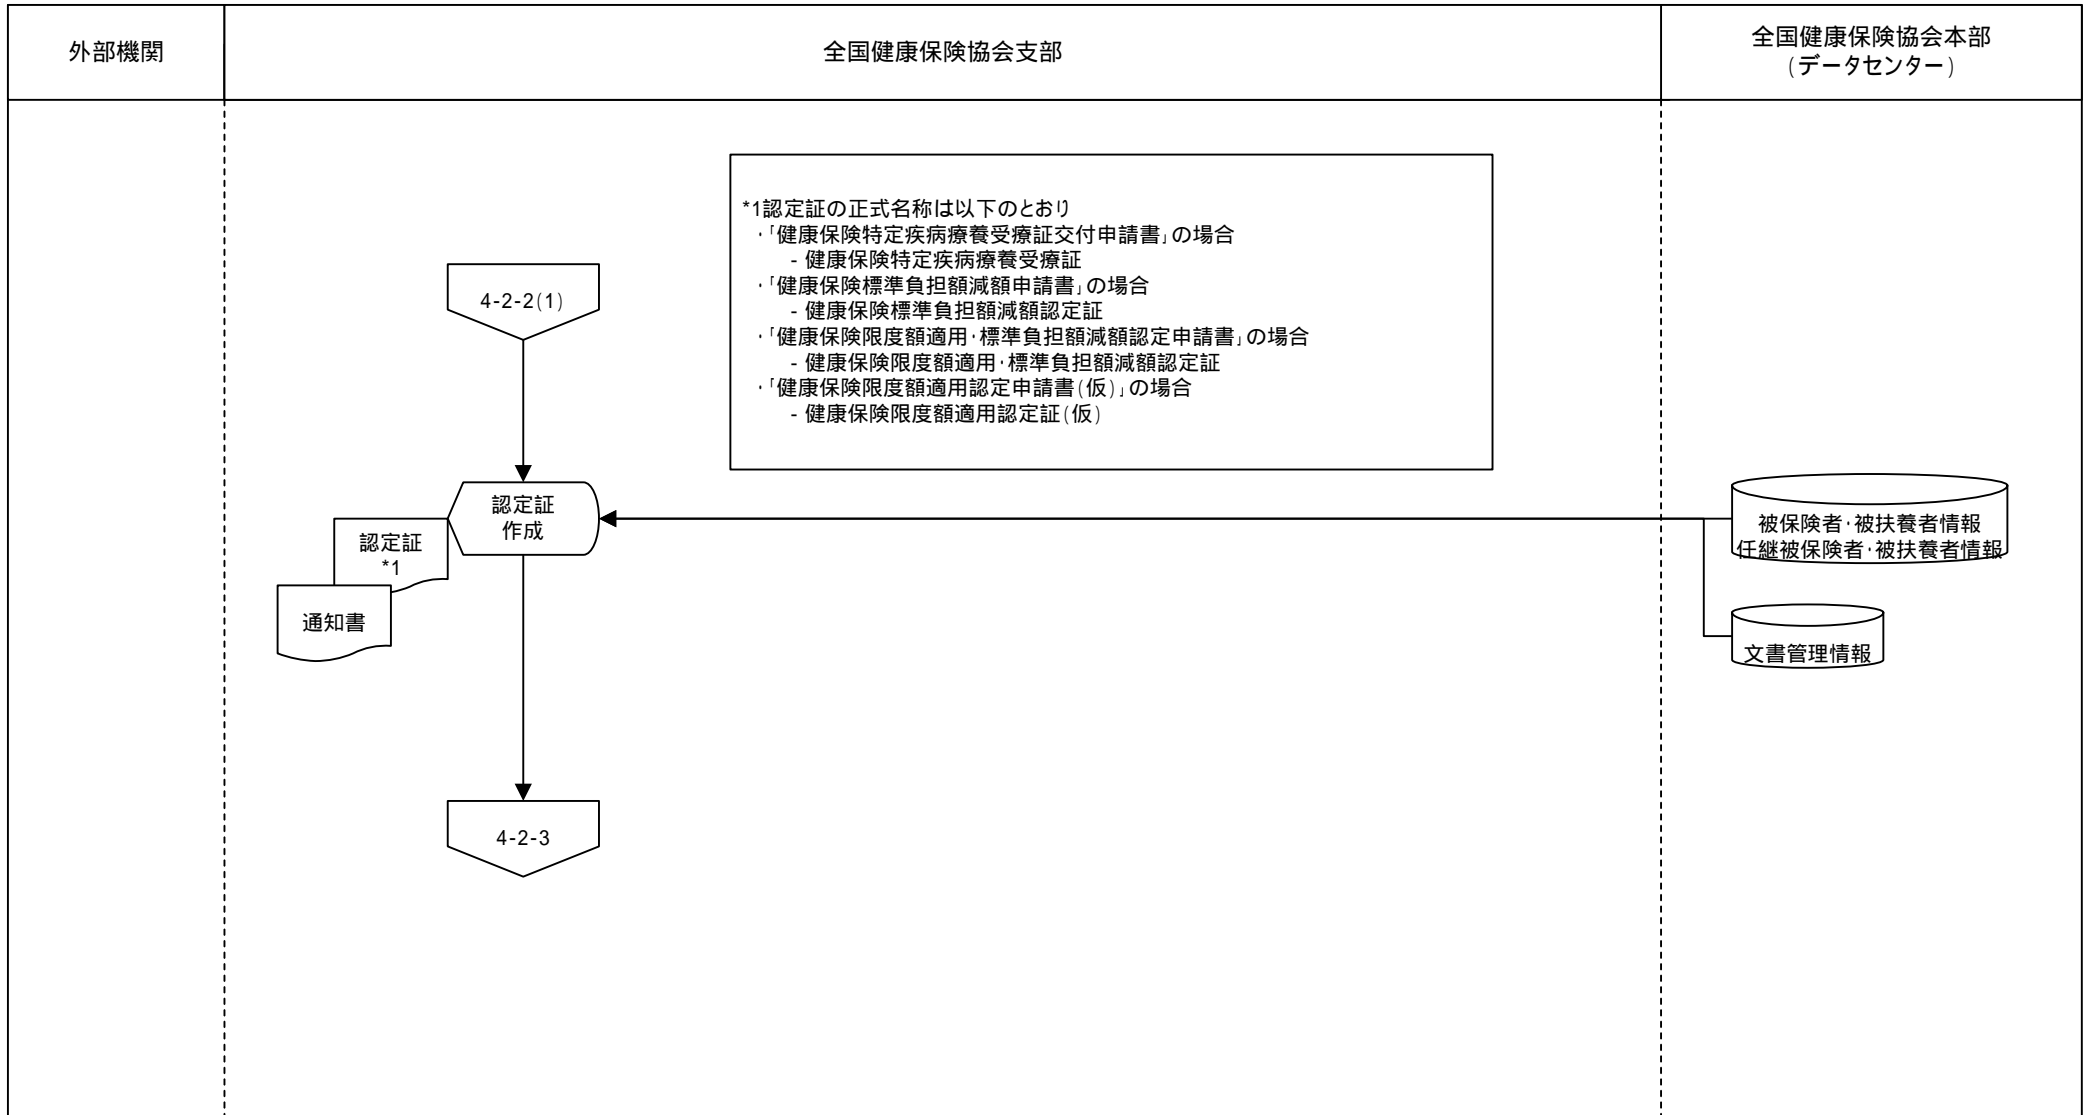 外部機関
全国健康保険協会支部
全国健康保険協会本部
(データセンター)
*1認定証の正式名称は以下のとおり
・「健康保険特定疾病療養受療証交付申請書」の場合
- 健康保険特定疾病療養受療証
・「健康保険標準負担額減額申請書」の場合
- 健康保険標準負担額減額認定証
・「健康保険限度額適用・標準負担額減額認定申請書」の場合
- 健康保険限度額適用・標準負担額減額認定証
・「健康保険限度額適用認定申請書(仮)」の場合
- 健康保険限度額適用認定証(仮)
4-2-2(1)
認定証
作成
認定証
*1
通知書
被保険者・被扶養者情報
任継被保険者・被扶養者情報
文書管理情報
4-2-3